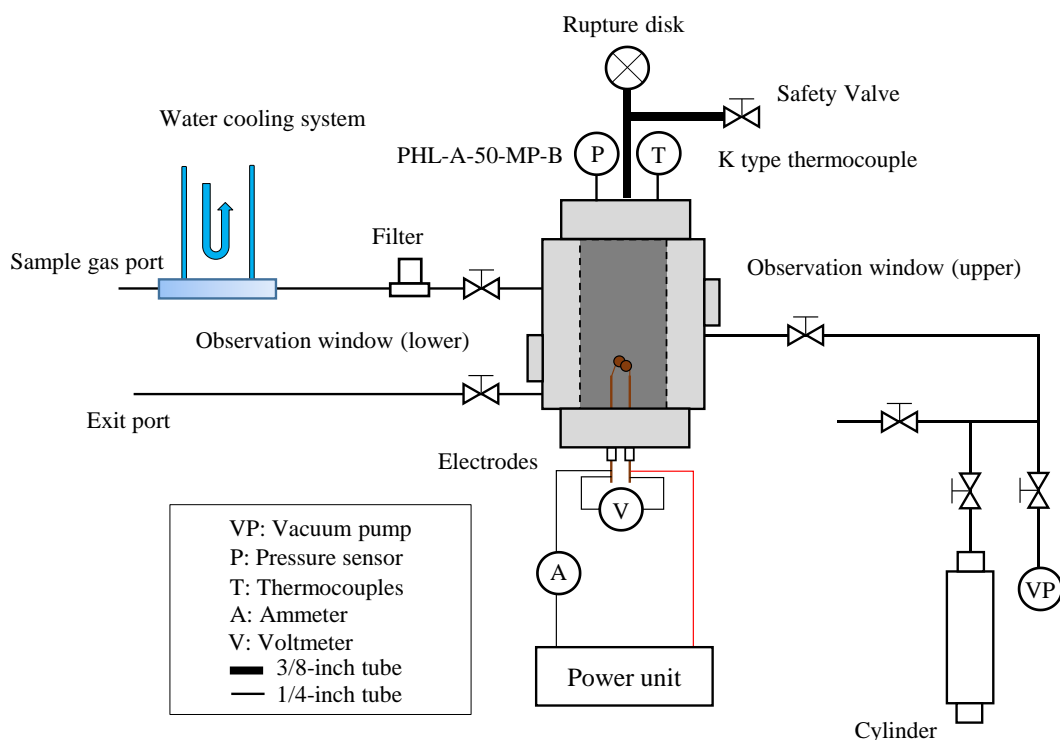 Rupture disk
Safety Valve
Water cooling system
PHL-A-50-MP-B
P
T
K type thermocouple
Filter
Sample gas port
Observation window (upper)
Observation window (lower)
Exit port
Electrodes
V
A
VP
Power unit
Cylinder
VP: Vacuum pump
P: Pressure sensor
T: Thermocouples
A: Ammeter
V: Voltmeter
3/8-inch tube
1/4-inch tube